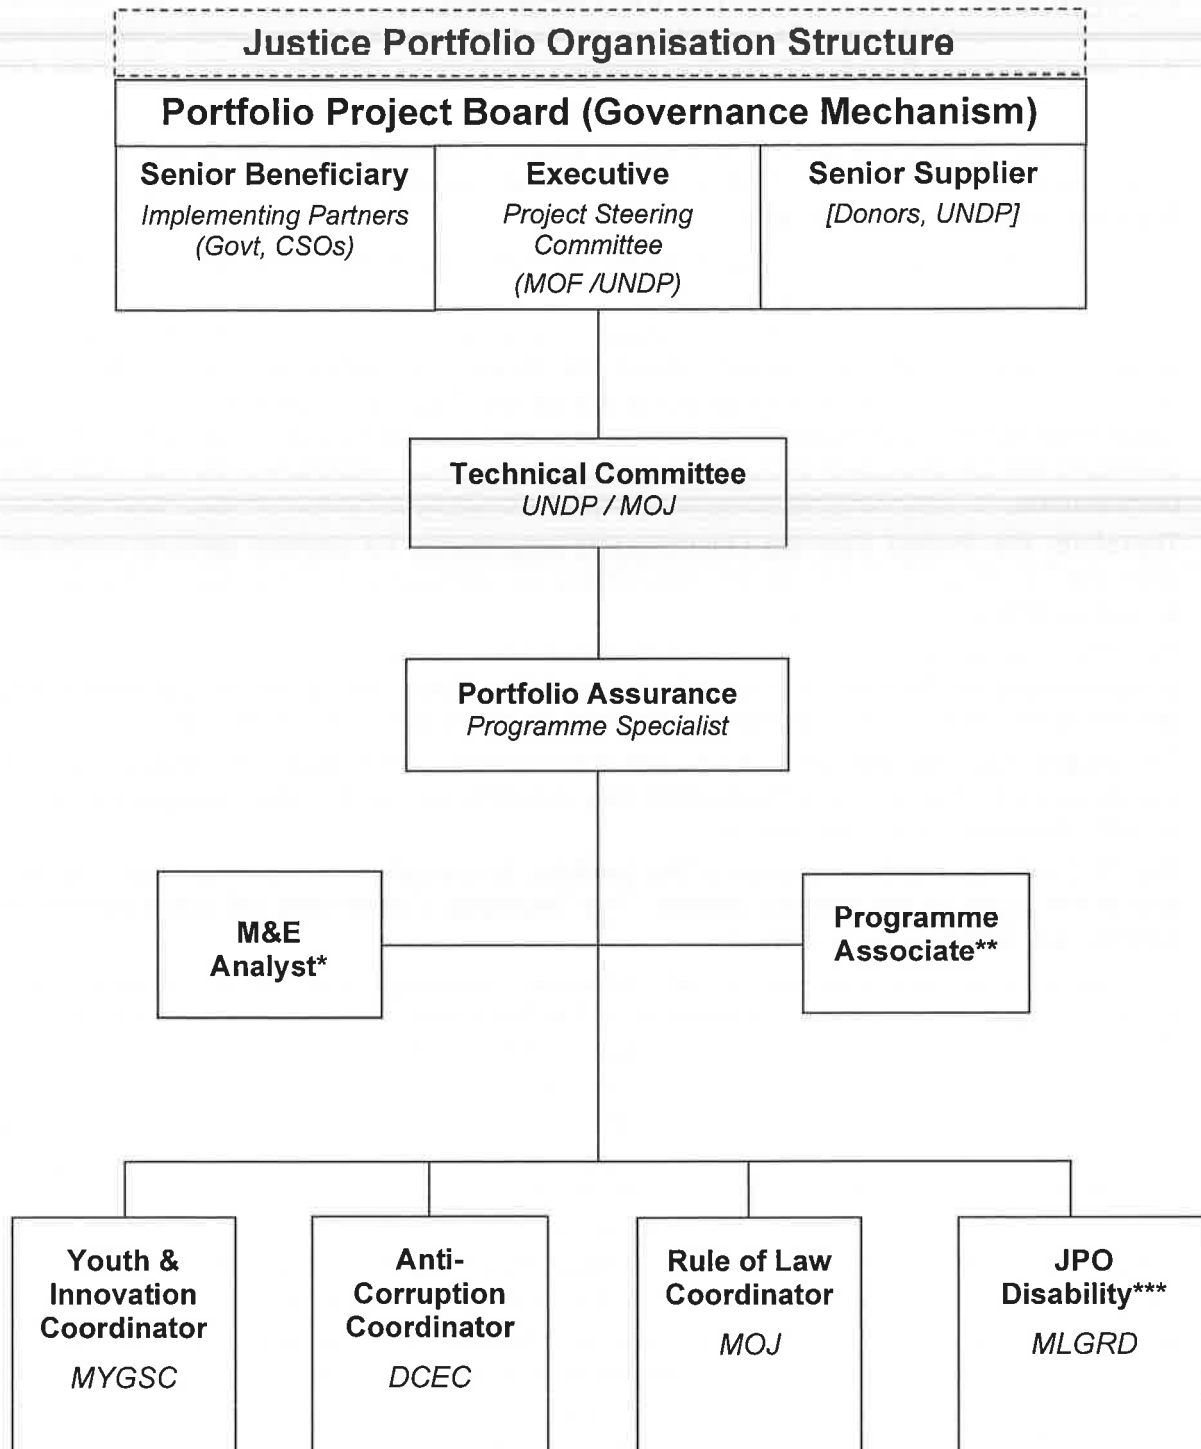 Justice Portfolio Organisation Structure
Portfolio Project Board (Governance Mechanism)
Senior Beneficiary
Implementing Partners
(Govt, CSOs)
Executive
Project Steering
Committee
(MOF /UNDP)
Senior Supplier
[Donors, UNDP]
Technical Committee
UNDP / MOJ
Portfolio Assurance
Programme Specialist
M&E
Analyst*
Programme
Associate**
Youth &
Innovation
Coordinator
MYGSC
Anti-
Corruption
Coordinator
DCEC
Rule of Law
Coordinator
MOJ
JPO
Disability***
MLGRD